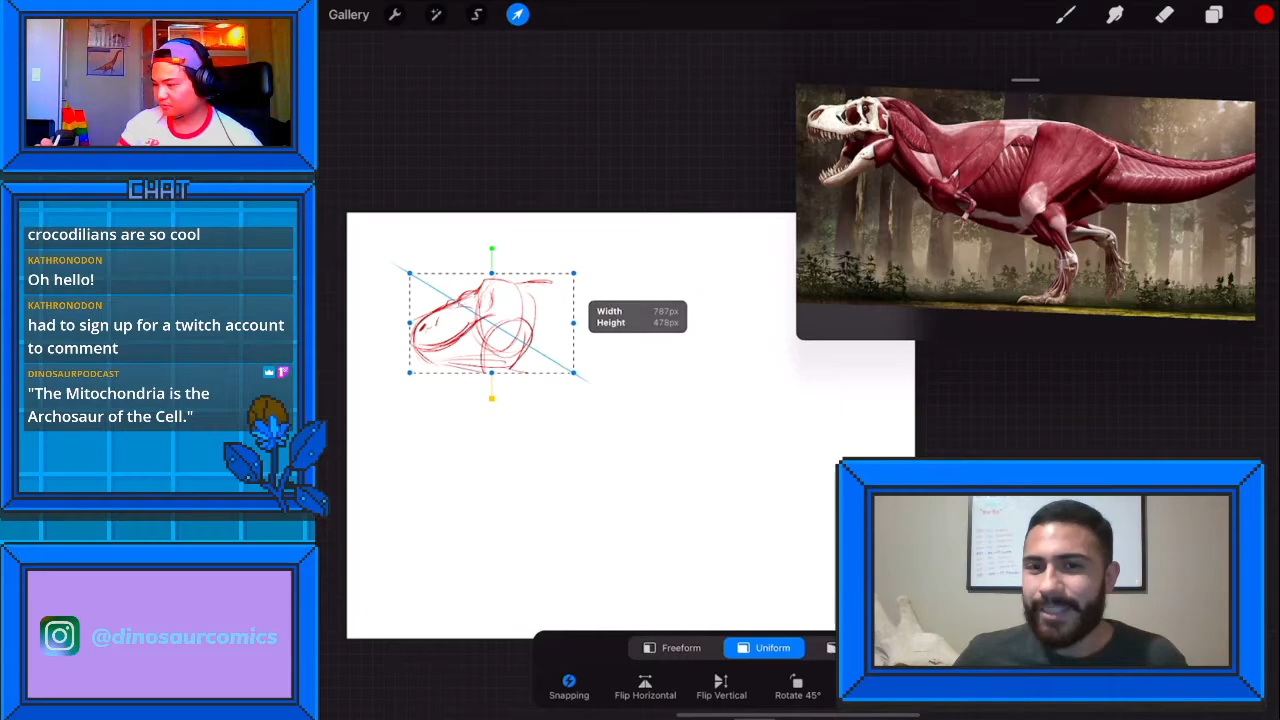 Gallery
CHAT
crocodilians are so cool
KATHRONODON
Oh hello!
KATHRONODON
had to sign up for a twitch account
to comment
DINOSAURPODCAST
"The Mitochondria is the
Archosaur of the Cell."
@dinosaurcomics
Width 787px
Height 478px
Freeform
Uniform
Snapping
Flip Horizontal
Flip Vertical
Rotate 45°